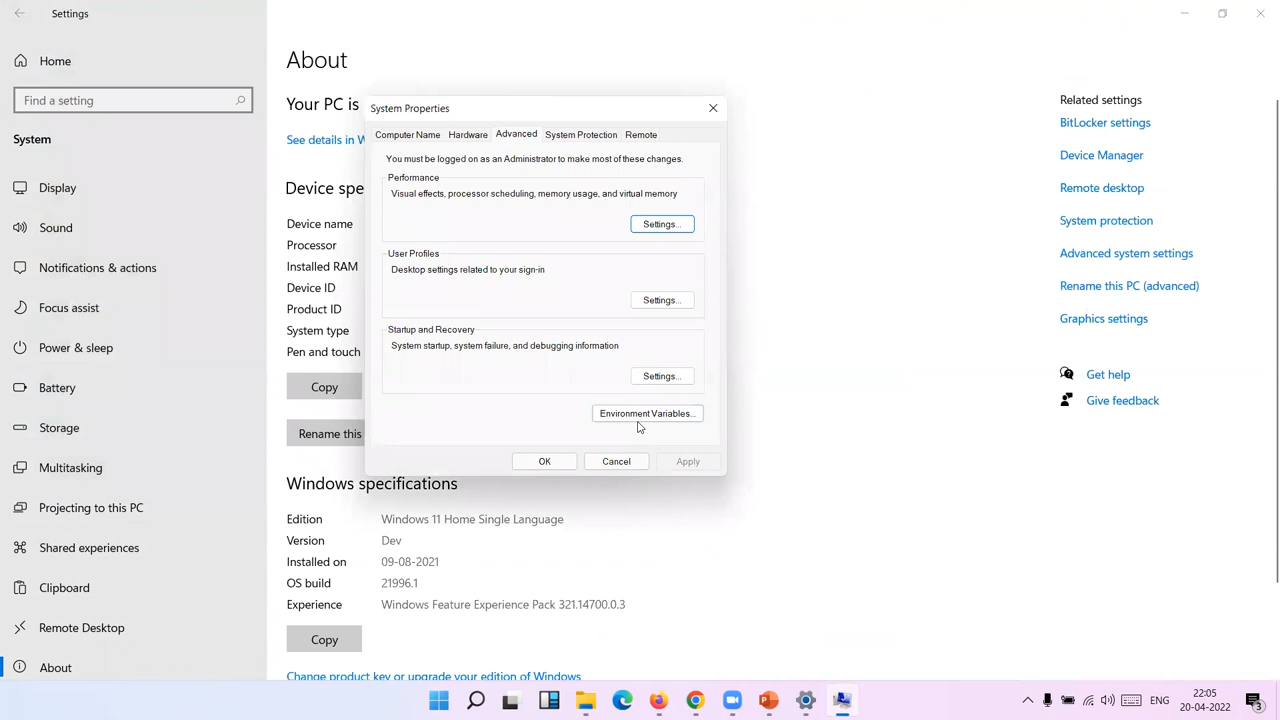 Settings
Home
Find a setting
System
Display
Sound
Notifications & actions
Focus assist
Power & sleep
Battery
Storage
Multitasking
Projecting to this PC
Shared experiences
Clipboard
Remote Desktop
About
About
Your PC is
See details in W
Device spe
Device name
Processor
Installed RAM
Device ID
Product ID
System type
Pen and touch
Copy
Rename this
System Properties
Computer Name Hardware Advanced System Protection Remote
You must be logged on as an Administrator to make most of these changes.
Performance
Visual effects, processor scheduling, memory usage, and virtual memory
Settings...
User Profiles
Desktop settings related to your sign-in
Settings...
Startup and Recovery
System startup, system failure, and debugging information
Settings...
Environment Variables...
OK Cancel Apply
Windows specifications
Edition Windows 11 Home Single Language
Version Dev
Installed on 09-08-2021
OS build 21996.1
Experience Windows Feature Experience Pack 321.14700.0.3
Copy
Change product key or upgrade your edition of Windows
Related settings
BitLocker settings
Device Manager
Remote desktop
System protection
Advanced system settings
Rename this PC (advanced)
Graphics settings
Get help
Give feedback
ENG
22:05
20-04-2022
3